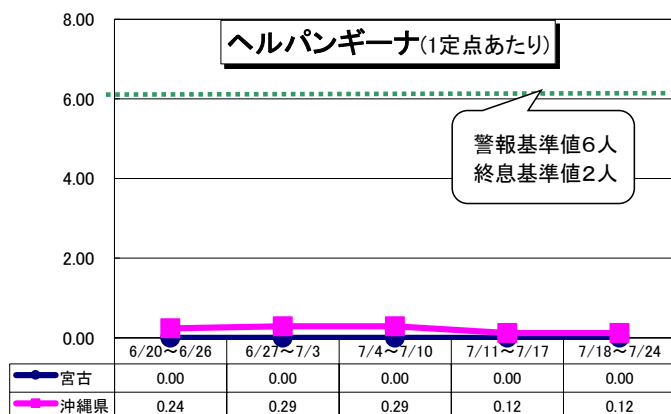 ヘルパンギーナ(1定点あたり)
8.00
6.00
4.00
2.00
0.00
警報基準値6人
終息基準値2人
6/20～6/26 6/27～7/3 7/4～7/10 7/11～7/17 7/18～7/24
宮古 0.00 0.00 0.00 0.00 0.00
沖縄県 0.24 0.29 0.29 0.12 0.12